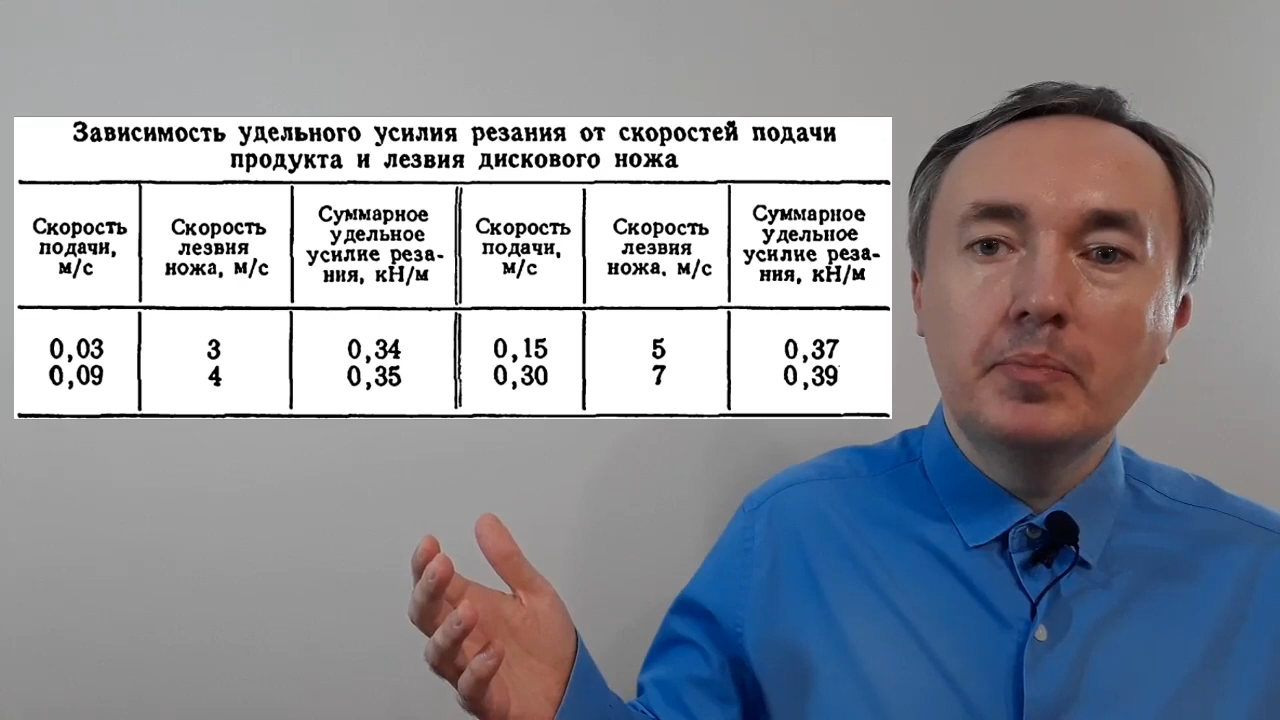 Зависимость удельного усилия резания от скоростей подачи
продукта и лезвия дискового ножа
Скорость
подачи,
м/с
Скорость
лезвия
ножа, м/с
Суммарное
удельное
усилие реза-
ния, кН/м
Скорость
подачи,
м/с
Скорость
лезвия
ножа, м/с
Суммарное
удельное
усилие реза-
ния, кН/м
0,03 3 0,34 0,15 5 0,37
0,09 4 0,35 0,30 7 0,39